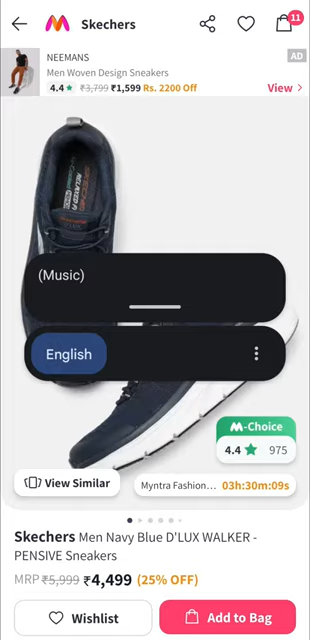 Skechers
11
NEEMANS
AD
Men Woven Design Sneakers
4.4 ★ ₹3,799 ₹1,599 Rs. 2200 Off
View >
(Music)
English
-Choice
4.4 ★ 975
View Similar
Myntra Fashion... 03h:30m:09s
Skechers Men Navy Blue D'LUX WALKER -
PENSIVE Sneakers
MRP ₹5,999 ₹4,499 (25% OFF)
Wishlist
Add to Bag